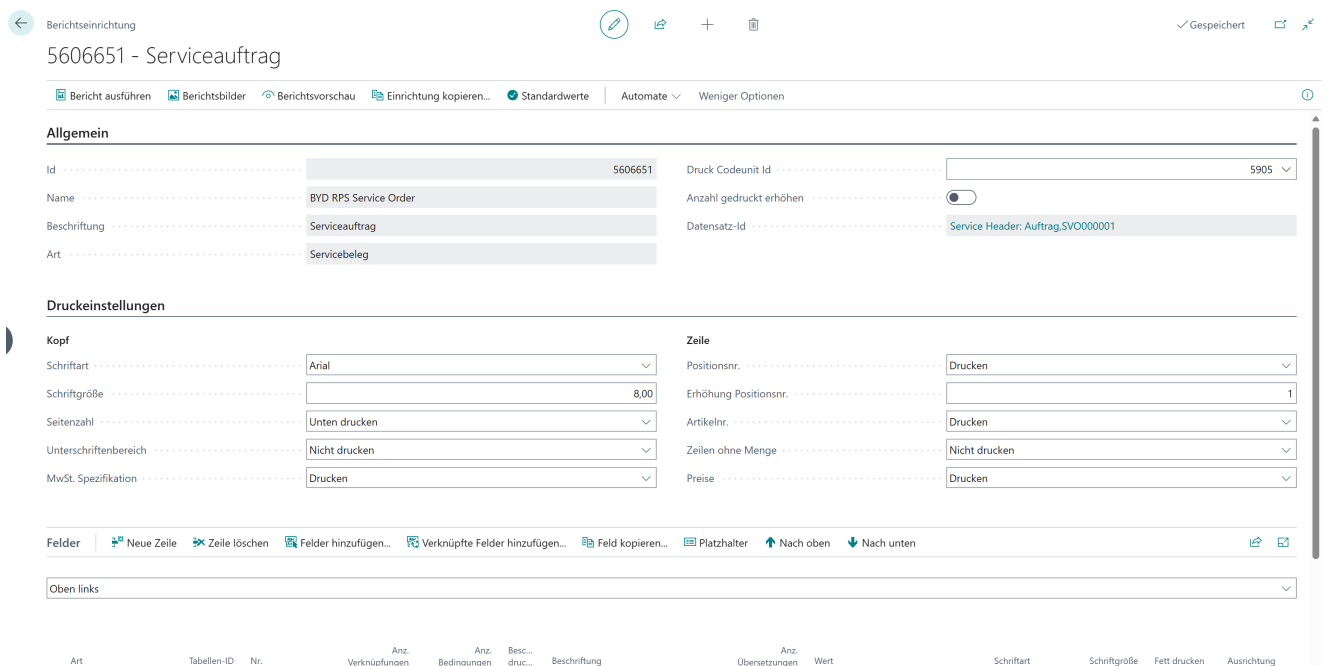 Berichtseinrichtung
Gespeichert
5606651 - Serviceauftrag
Bericht ausführen Berichtsbilder Berichtsvorschau Einrichtung kopieren... Standardwerte Automate Weniger Optionen
Allgemein
Id 5606651 Druck Codeunit Id 5905
Name BYD RPS Service Order Anzahl gedruckt erhöhen
Beschriftung Serviceauftrag Datensatz-Id Service Header: Auftrag,SVO000001
Art Servicebeleg
Druckeinstellungen
Kopf Zeile
Schriftart Arial Positionsnr. Drucken
Schriftgröße 8,00 Erhöhung Positionsnr. 1
Seitenzahl Unten drucken Artikelnr. Drucken
Unterschriftenbereich Nicht drucken Zeilen ohne Menge Nicht drucken
MwSt. Spezifikation Drucken Preise Drucken
Felder Neue Zeile Zeile löschen Felder hinzufügen... Verknüpfte Felder hinzufügen... Feld kopieren... Platzhalter Nach oben Nach unten
Oben links
Anz. Anz. Besc... Anz.
Art Tabellen-ID Nr. Verknüpfungen Bedingungen druc... Beschriftung Übersetzungen Wert Schriftart Schriftgröße Fett drucken Ausrichtung